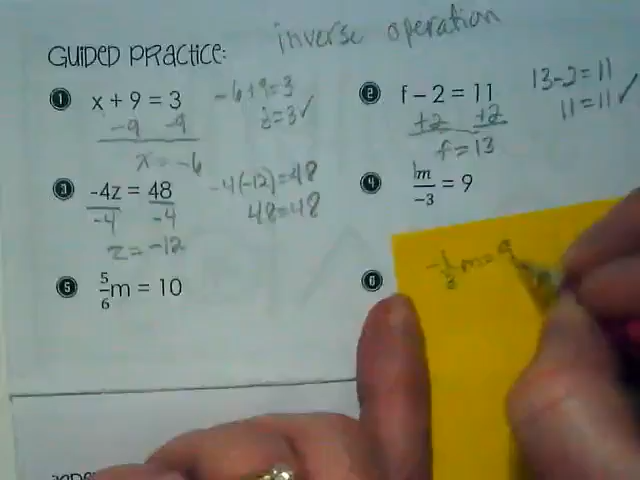 inverse operation
GUIDED PRACTICE:
1 x + 9 = 3
-9 -9
x = -6
-6+9=3
3=3✓
2 f - 2 = 11
+2 +2
f = 13
13-2=11
11=11✓
3 -4z = 48
-4 -4
z = -12
-4(-12)=48
48=48
4 m/-3 = 9
5 5/6 m = 10
6
m = 9